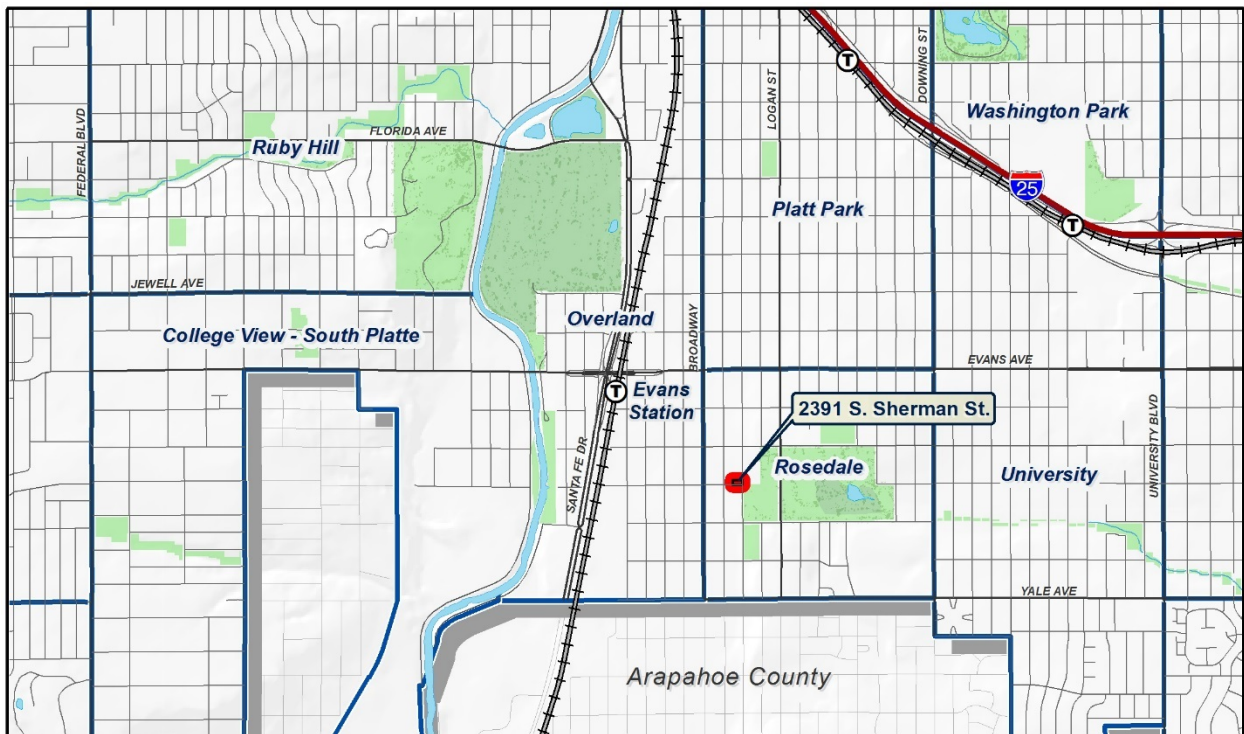 FEDERAL BLVD
Ruby Hill
FLORIDA AVE
LOGAN ST
DOWNING ST
T
Washington Park
25
T
Platt Park
JEWELL AVE
College View - South Platte
Overland
BROADWAY
EVANS AVE
T
Evans
Station
2391 S. Sherman St.
SANTA FE DR
Rosedale
University
UNIVERSITY BLVD
YALE AVE
Arapahoe County